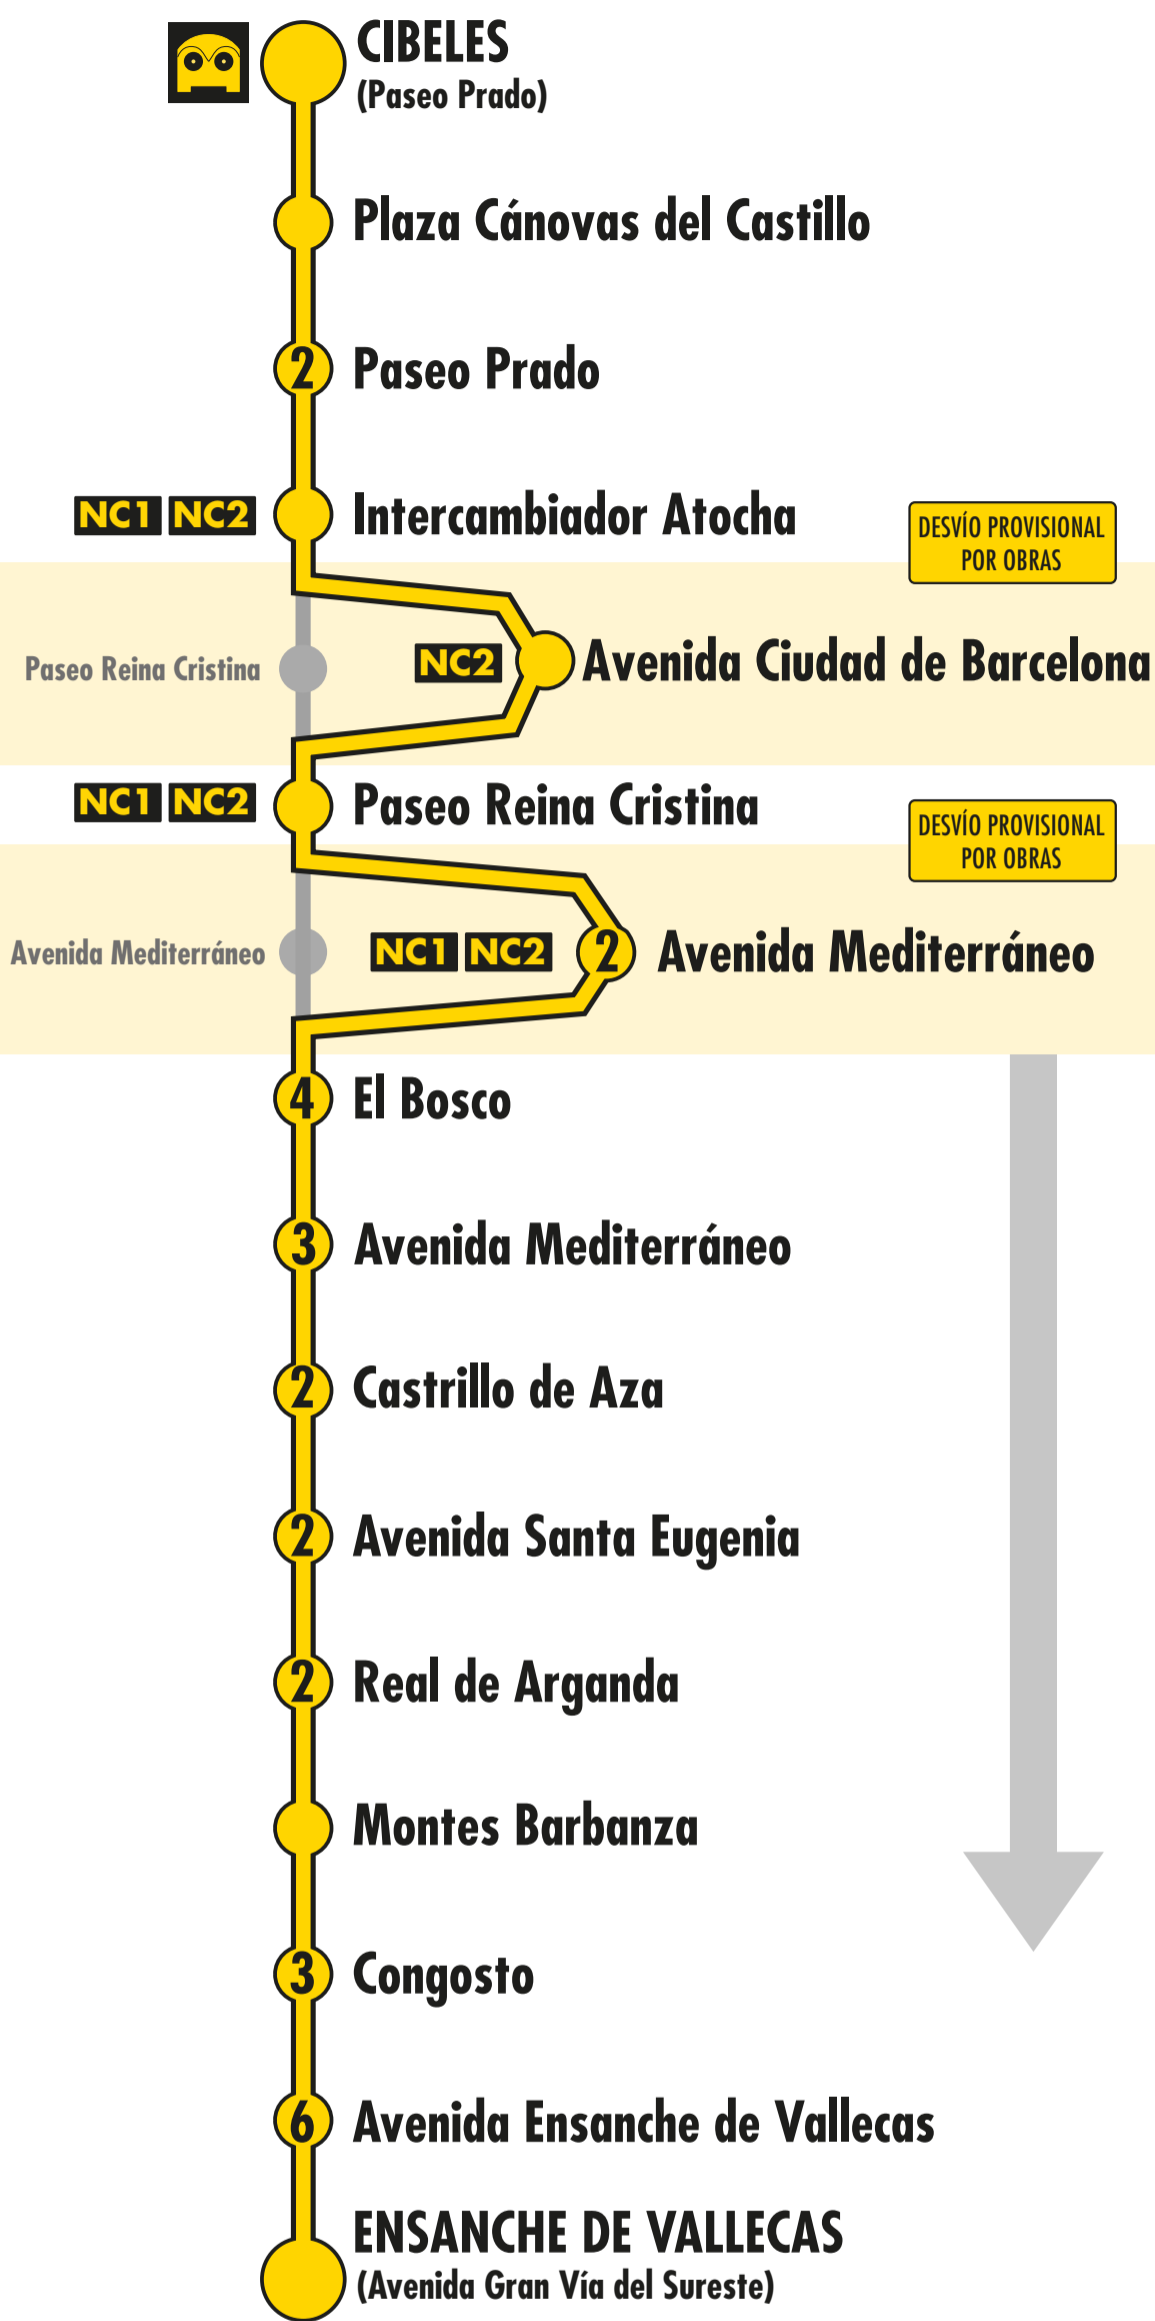 CIBELES
(Paseo Prado)
Plaza Cánovas del Castillo
2 Paseo Prado
NC1 NC2 Intercambiador Atocha
DESVÍO PROVISIONAL
POR OBRAS
Paseo Reina Cristina
NC2 Avenida Ciudad de Barcelona
NC1 NC2 Paseo Reina Cristina
DESVÍO PROVISIONAL
POR OBRAS
Avenida Mediterráneo
NC1 NC2 2 Avenida Mediterráneo
4 El Bosco
3 Avenida Mediterráneo
2 Castrillo de Aza
2 Avenida Santa Eugenia
2 Real de Arganda
Montes Barbanza
3 Congosto
6 Avenida Ensanche de Vallecas
ENSANCHE DE VALLECAS
(Avenida Gran Vía del Sureste)